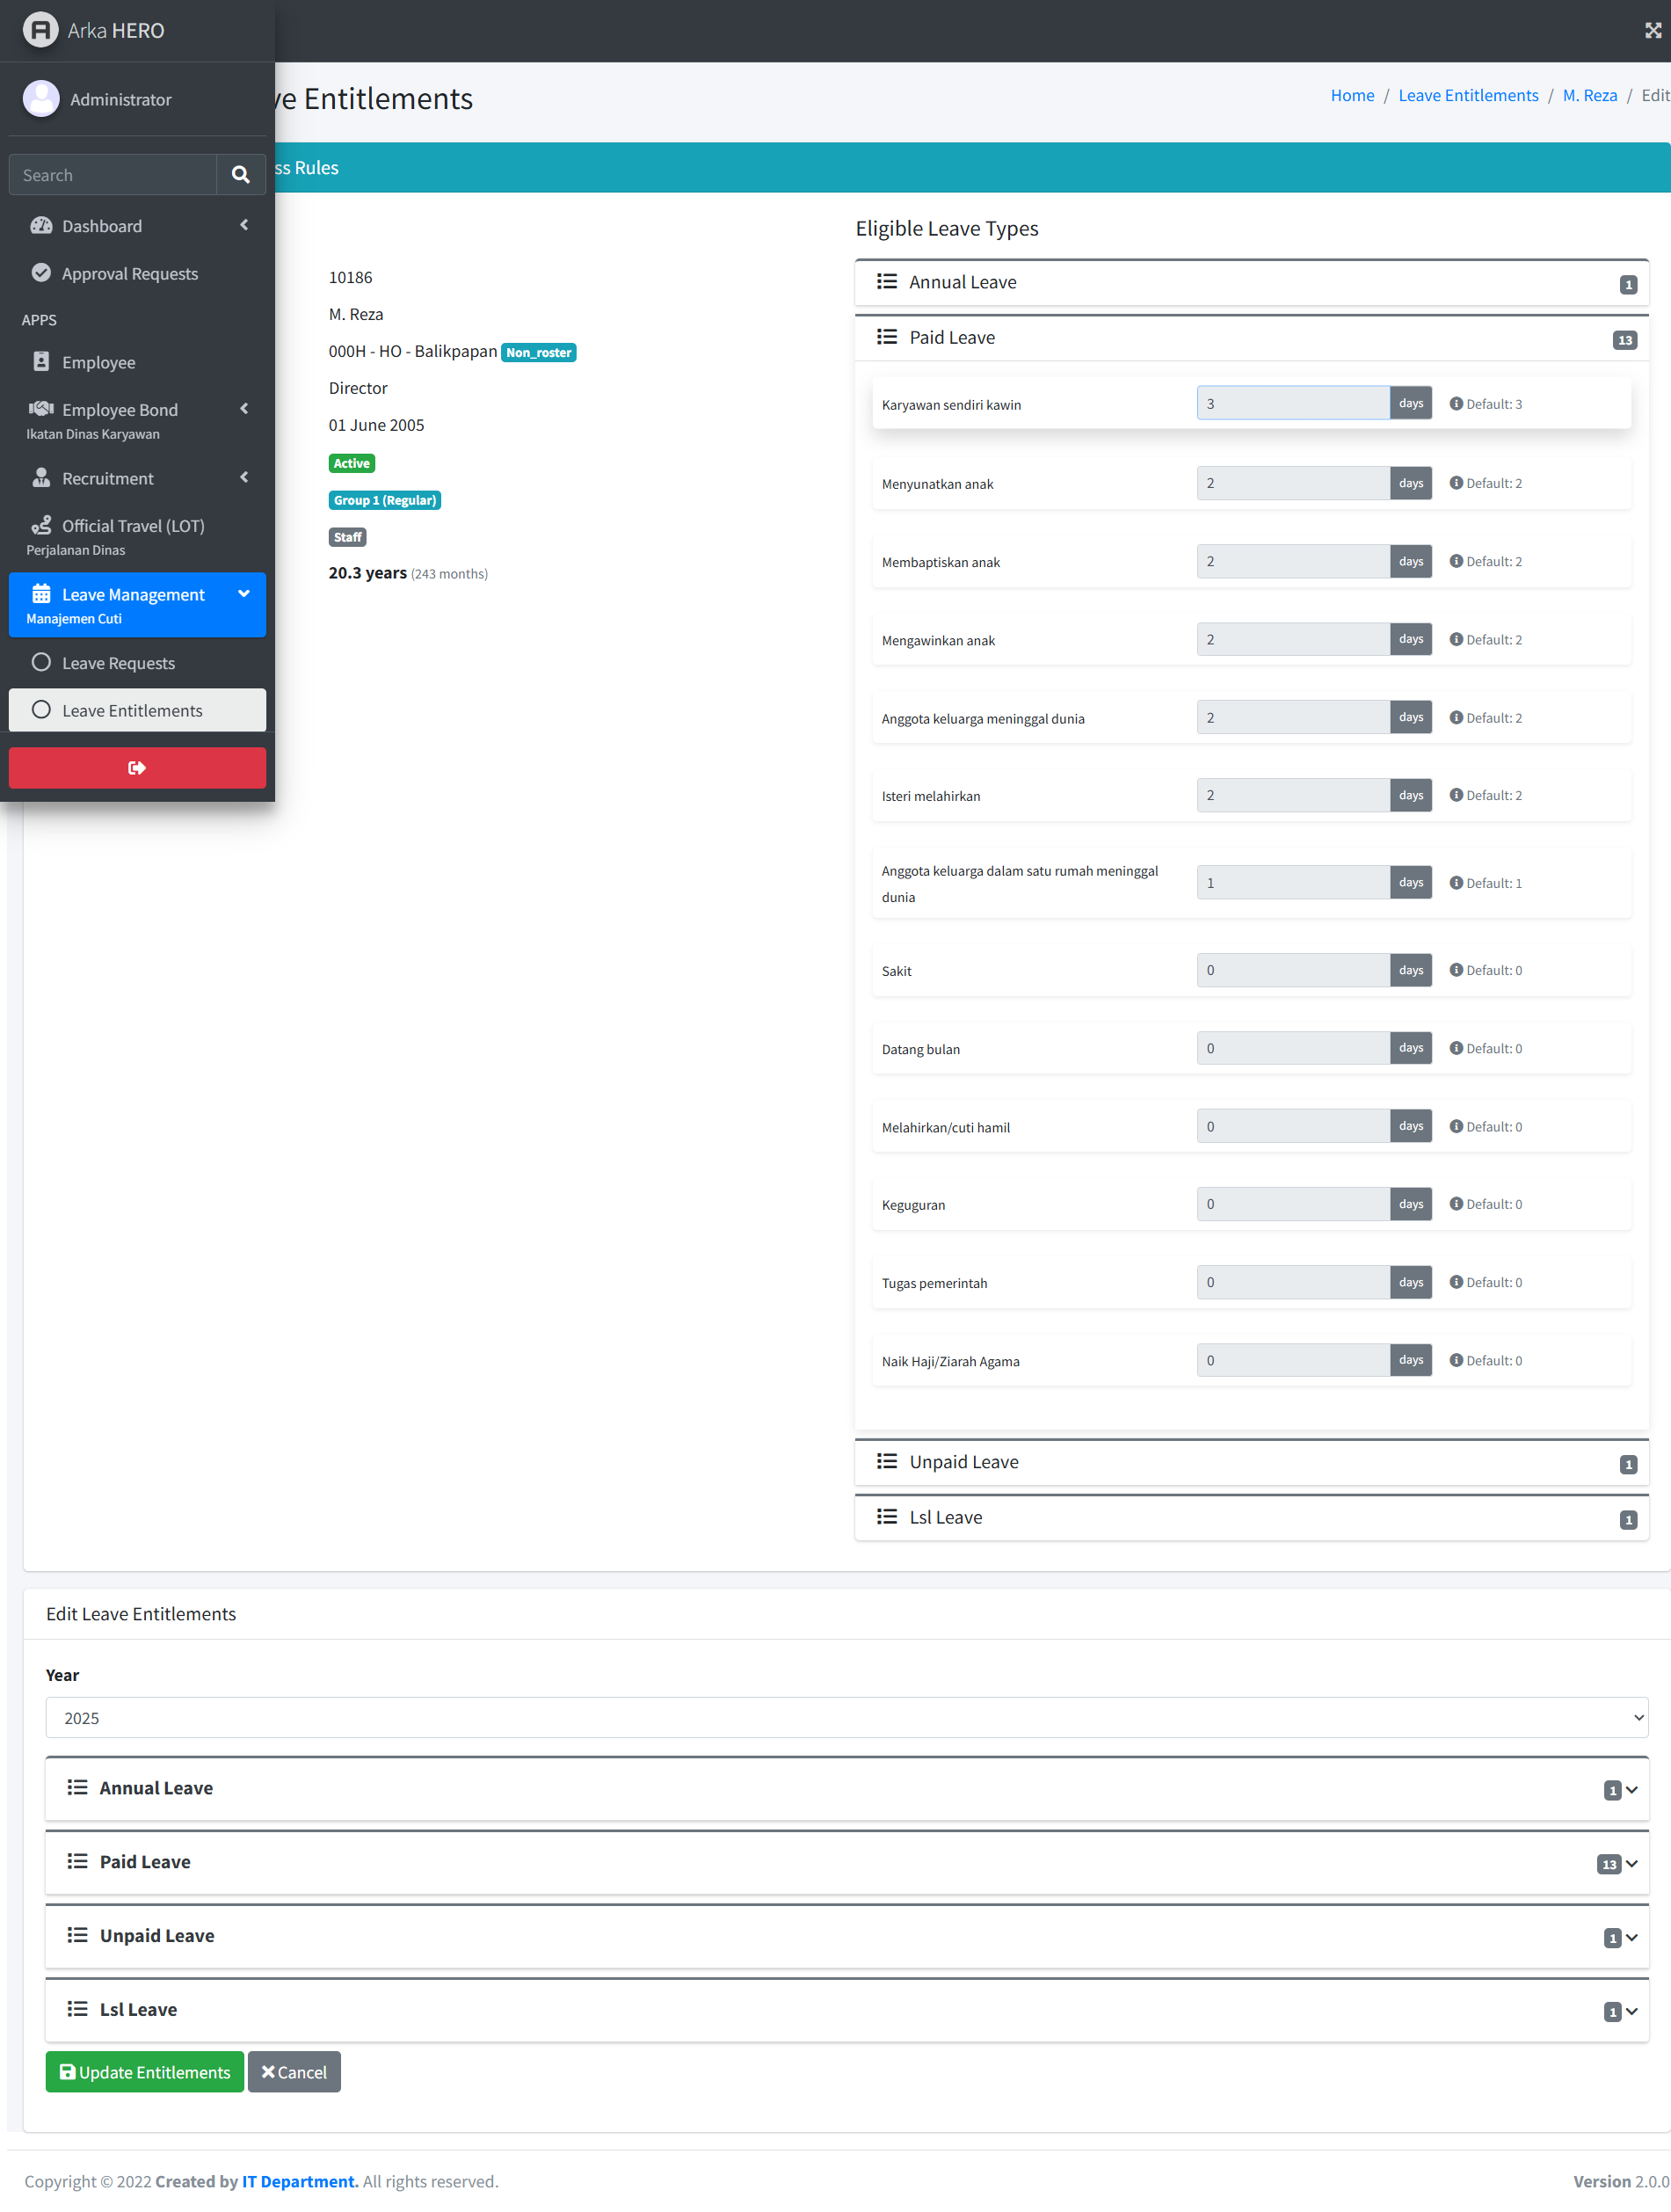 Arka HERO
Administrator
ve Entitlements
Home / Leave Entitlements / M. Reza / Edit
Search
ss Rules
Dashboard
Approval Requests
APPS
Employee
Employee Bond
Ikatan Dinas Karyawan
Recruitment
Official Travel (LOT)
Perjalanan Dinas
Leave Management
Manajemen Cuti
Leave Requests
Leave Entitlements
10186
M. Reza
000H - HO - Balikpapan Non_roster
Director
01 June 2005
Active
Group 1 (Regular)
Staff
20.3 years (243 months)
Eligible Leave Types
Annual Leave 1
Paid Leave 13
Karyawan sendiri kawin 3 days Default: 3
Menyunatkan anak 2 days Default: 2
Membaptiskan anak 2 days Default: 2
Mengawinkan anak 2 days Default: 2
Anggota keluarga meninggal dunia 2 days Default: 2
Isteri melahirkan 2 days Default: 2
Anggota keluarga dalam satu rumah meninggal
dunia 1 days Default: 1
Sakit 0 days Default: 0
Datang bulan 0 days Default: 0
Melahirkan/cuti hamil 0 days Default: 0
Keguguran 0 days Default: 0
Tugas pemerintah 0 days Default: 0
Naik Haji/Ziarah Agama 0 days Default: 0
Unpaid Leave 1
Lsl Leave 1
Edit Leave Entitlements
Year
2025
Annual Leave 1
Paid Leave 13
Unpaid Leave 1
Lsl Leave 1
Update Entitlements Cancel
Copyright © 2022 Created by IT Department. All rights reserved.
Version 2.0.0